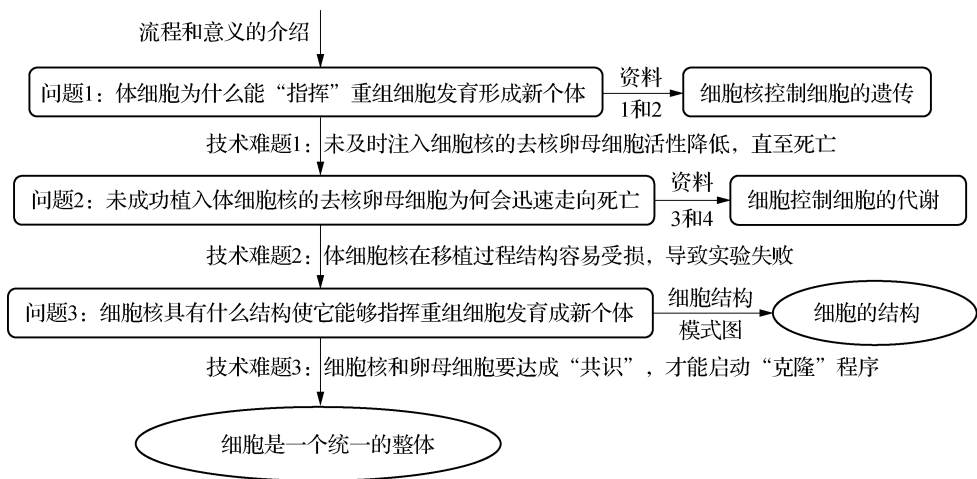 流程和意义的介绍
问题1：体细胞为什么能“指挥”重组细胞发育形成新个体
资料
1和2
细胞核控制细胞的遗传
技术难题1：未及时注入细胞核的去核卵母细胞活性降低，直至死亡
问题2：未成功植入体细胞核的去核卵母细胞为何会迅速走向死亡
资料
3和4
细胞控制细胞的代谢
技术难题2：体细胞核在移植过程结构容易受损，导致实验失败
问题3：细胞核具有什么结构使它能够指挥重组细胞发育成新个体
细胞结构
模式图
细胞的结构
技术难题3：细胞核和卵母细胞要达成“共识”，才能启动“克隆”程序
细胞是一个统一的整体